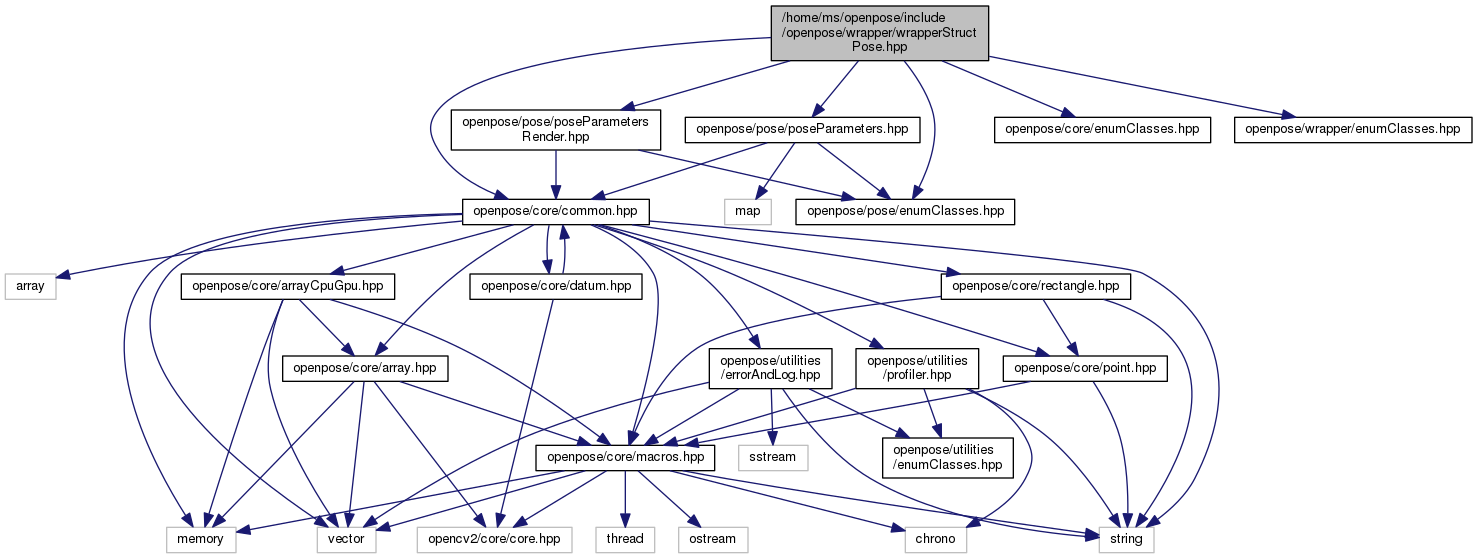 /home/ms/openpose/include
/openpose/wrapper/wrapperStruct
Pose.hpp
openpose/pose/poseParameters
Render.hpp
openpose/pose/poseParameters.hpp
openpose/core/enumClasses.hpp
openpose/wrapper/enumClasses.hpp
openpose/core/common.hpp
map
openpose/pose/enumClasses.hpp
array
openpose/core/arrayCpuGpu.hpp
openpose/core/datum.hpp
openpose/core/rectangle.hpp
openpose/core/array.hpp
openpose/utilities
/errorAndLog.hpp
openpose/utilities
/profiler.hpp
openpose/core/point.hpp
openpose/core/macros.hpp
sstream
openpose/utilities
/enumClasses.hpp
memory
vector
opencv2/core/core.hpp
thread
ostream
chrono
string